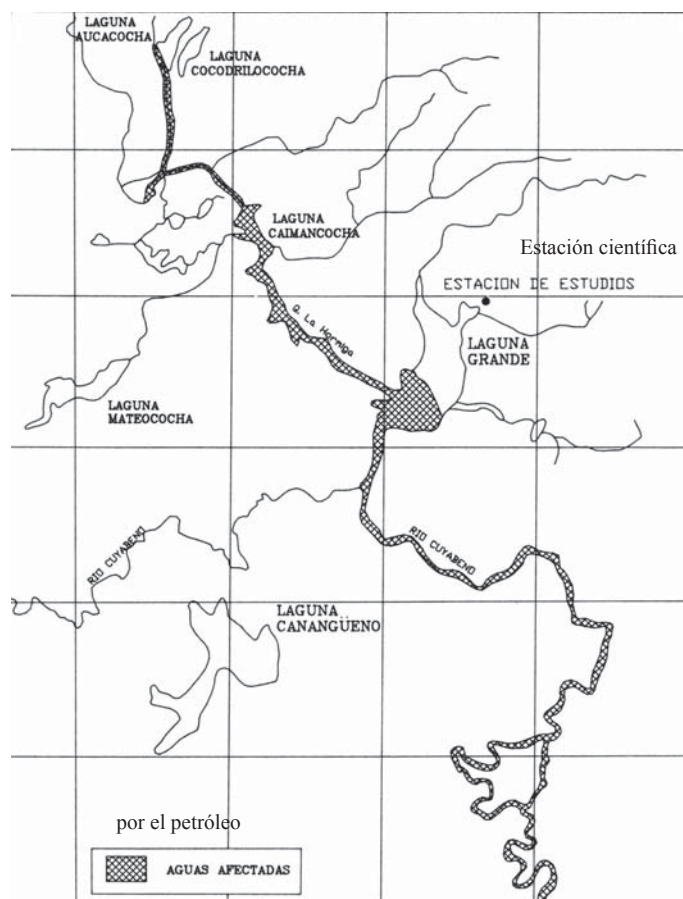 LAGUNA
AUCACOCHA
LAGUNA
COCODRILOCOCHA
LAGUNA
CAIMANCOCHA
Estación científica
ESTACION DE ESTUDIOS
Q. La Hormiga
LAGUNA
GRANDE
LAGUNA
MATEOCOCHA
RIO CUYABENO
RIO CUYABENO
LAGUNA
CANANGÜENO
por el petróleo
AGUAS AFECTADAS